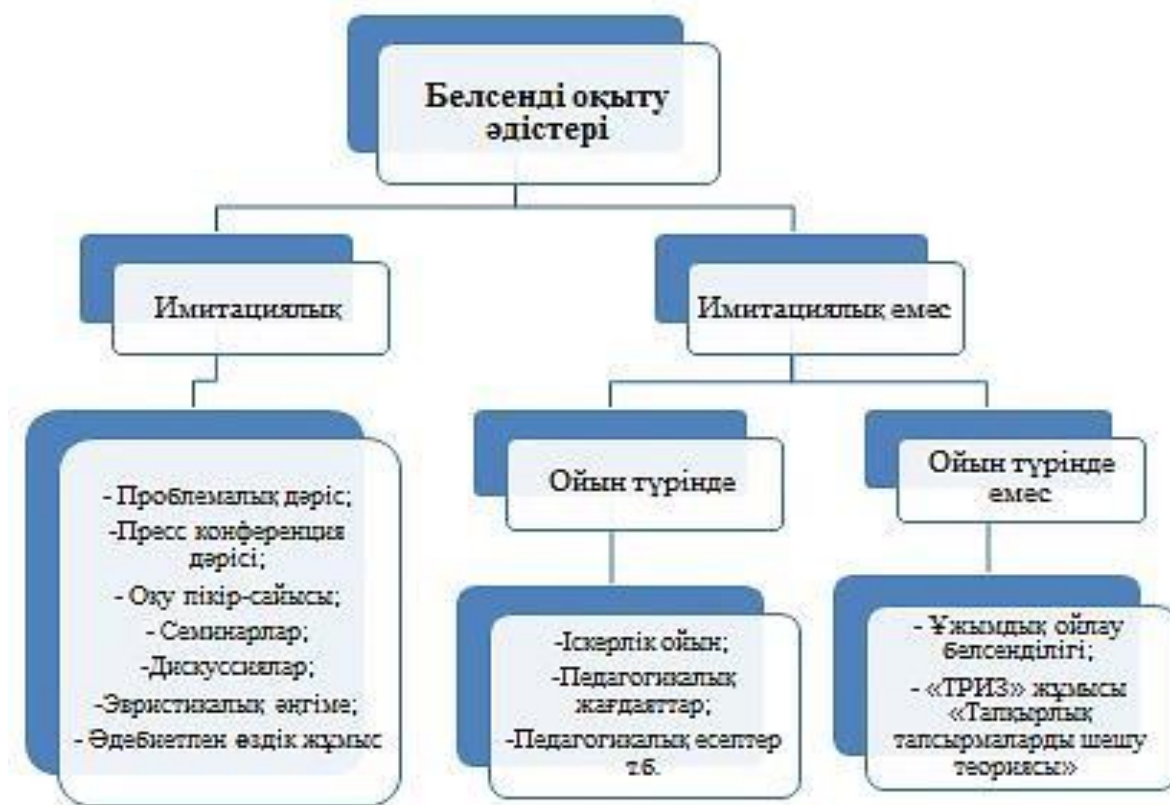 Белсенді оқыту
әдістері
Имитациялық
Имитациялық емес
- Проблемалық дәріс;
-Пресс конференция
дәрісі;
- Оқу пікір-сайысы;
- Семинарлар;
-Дискуссиялар;
-Эвристикалық әңгіме;
- Әдебиетпен өздік жұмыс
Ойын түрінде
Ойын түрінде
емес
-Іскерлік ойын;
-Педагогикалық
жағдаяттар;
-Педагогикалық есептер
т.б.
- Ұжымдық ойлау
белсенділігі;
- «ТРИЗ» жұмысы
«Тапқырлық
тапсырмаларды шешу
теориясы»